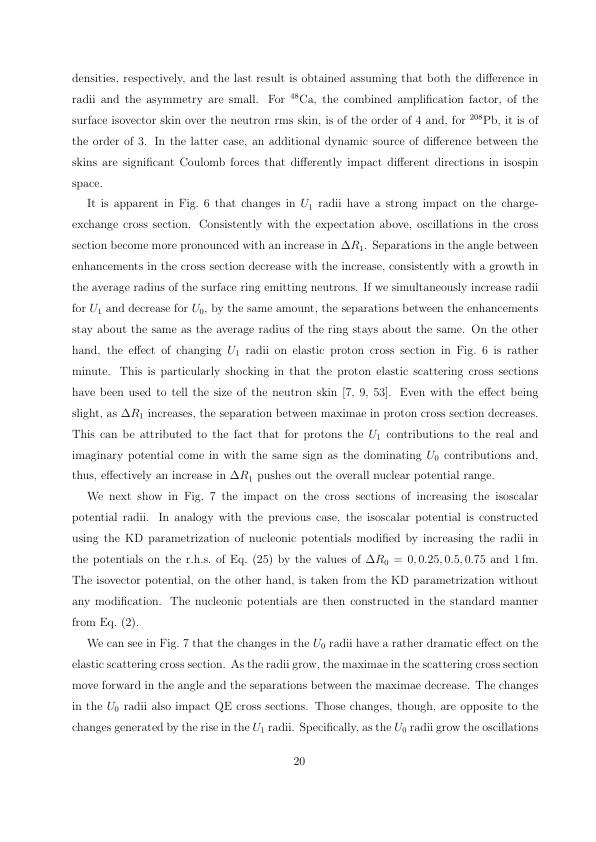 densities, respectively, and the last result is obtained assuming that both the difference in
radii and the asymmetry are small. For ⁴⁸Ca, the combined amplification factor, of the
surface isovector skin over the neutron rms skin, is of the order of 4 and, for ²⁰⁸Pb, it is of
the order of 3. In the latter case, an additional dynamic source of difference between the
skins are significant Coulomb forces that differently impact different directions in isospin
space.
It is apparent in Fig. 6 that changes in U₁ radii have a strong impact on the charge-
exchange cross section. Consistently with the expectation above, oscillations in the cross
section become more pronounced with an increase in ΔR₁. Separations in the angle between
enhancements in the cross section decrease with the increase, consistently with a growth in
the average radius of the surface ring emitting neutrons. If we simultaneously increase radii
for U₁ and decrease for U₀, by the same amount, the separations between the enhancements
stay about the same as the average radius of the ring stays about the same. On the other
hand, the effect of changing U₁ radii on elastic proton cross section in Fig. 6 is rather
minute. This is particularly shocking in that the proton elastic scattering cross sections
have been used to tell the size of the neutron skin [7, 9, 53]. Even with the effect being
slight, as ΔR₁ increases, the separation between maximae in proton cross section decreases.
This can be attributed to the fact that for protons the U₁ contributions to the real and
imaginary potential come in with the same sign as the dominating U₀ contributions and,
thus, effectively an increase in ΔR₁ pushes out the overall nuclear potential range.
We next show in Fig. 7 the impact on the cross sections of increasing the isoscalar
potential radii. In analogy with the previous case, the isoscalar potential is constructed
using the KD parametrization of nucleonic potentials modified by increasing the radii in
the potentials on the r.h.s. of Eq. (25) by the values of ΔR₀ = 0, 0.25, 0.5, 0.75 and 1 fm.
The isovector potential, on the other hand, is taken from the KD parametrization without
any modification. The nucleonic potentials are then constructed in the standard manner
from Eq. (2).
We can see in Fig. 7 that the changes in the U₀ radii have a rather dramatic effect on the
elastic scattering cross section. As the radii grow, the maximae in the scattering cross section
move forward in the angle and the separations between the maximae decrease. The changes
in the U₀ radii also impact QE cross sections. Those changes, though, are opposite to the
changes generated by the rise in the U₁ radii. Specifically, as the U₀ radii grow the oscillations
20